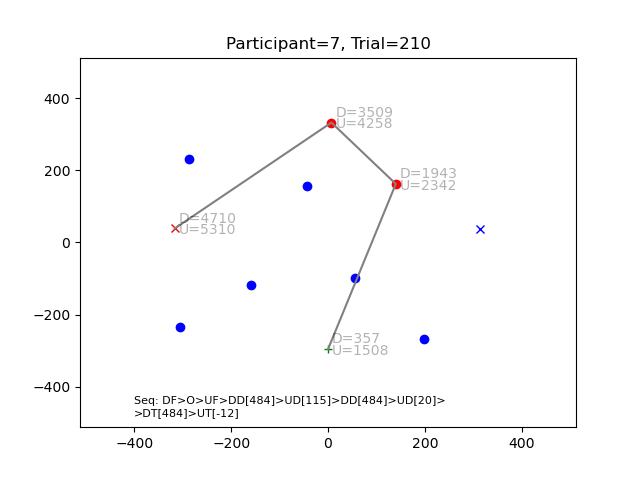 Participant=7, Trial=210
400
200
0
−200
−400
D=3509
U=4258
D=1943
U=2342
D=4710
U=5310
D=357
U=1508
Seq: DF>O>UF>DD[484]>UD[115]>DD[484]>UD[20]>
>DT[484]>UT[-12]
−400 −200 0 200 400